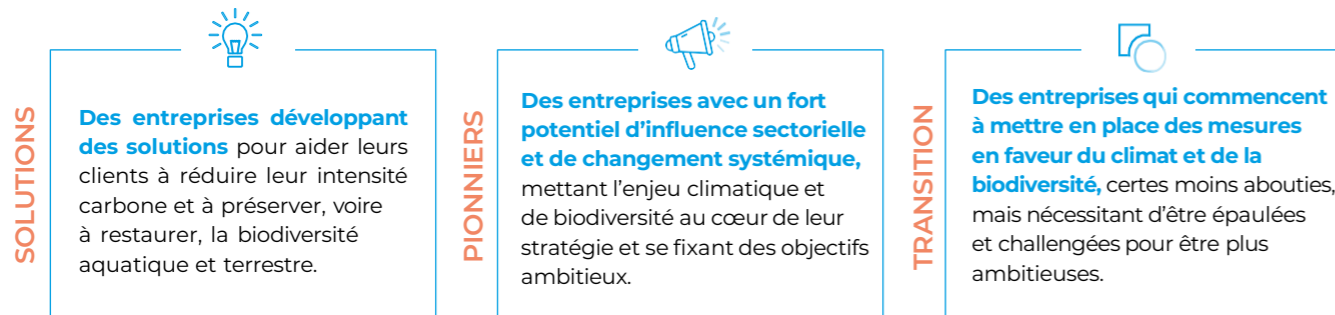 SOLUTIONS
Des entreprises développant
des solutions pour aider leurs
clients à réduire leur intensité
carbone et à préserver, voire
à restaurer, la biodiversité
aquatique et terrestre.
PIONNIERS
Des entreprises avec un fort
potentiel d’influence sectorielle
et de changement systémique,
mettant l’enjeu climatique et
de biodiversité au cœur de leur
stratégie et se fixant des objectifs
ambitieux.
TRANSITION
Des entreprises qui commencent
à mettre en place des mesures
en faveur du climat et de la
biodiversité, certes moins abouties,
mais nécessitant d’être épaulées
et challengées pour être plus
ambitieuses.